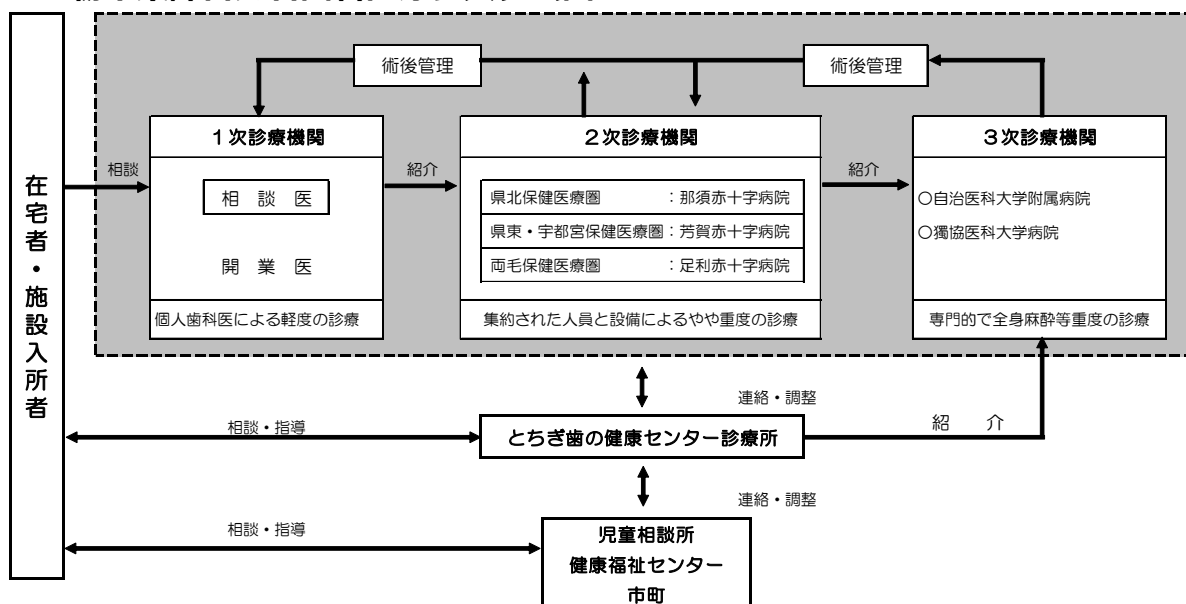 術後管理
術後管理
1次診療機関
2次診療機関
3次診療機関
相談
紹介
紹介
在宅者・施設入所者
相 談 医
開 業 医
県北保健医療圏 ：那須赤十字病院
県東・宇都宮保健医療圏：芳賀赤十字病院
両毛保健医療圏 ：足利赤十字病院
○自治医科大学附属病院
○獨協医科大学病院
個人歯科医による軽度の診療
集約された人員と設備によるやや重度の診療
専門的で全身麻酔等重度の診療
連絡・調整
相談・指導
とちぎ歯の健康センター診療所
紹 介
連絡・調整
相談・指導
児童相談所
健康福祉センター
市町